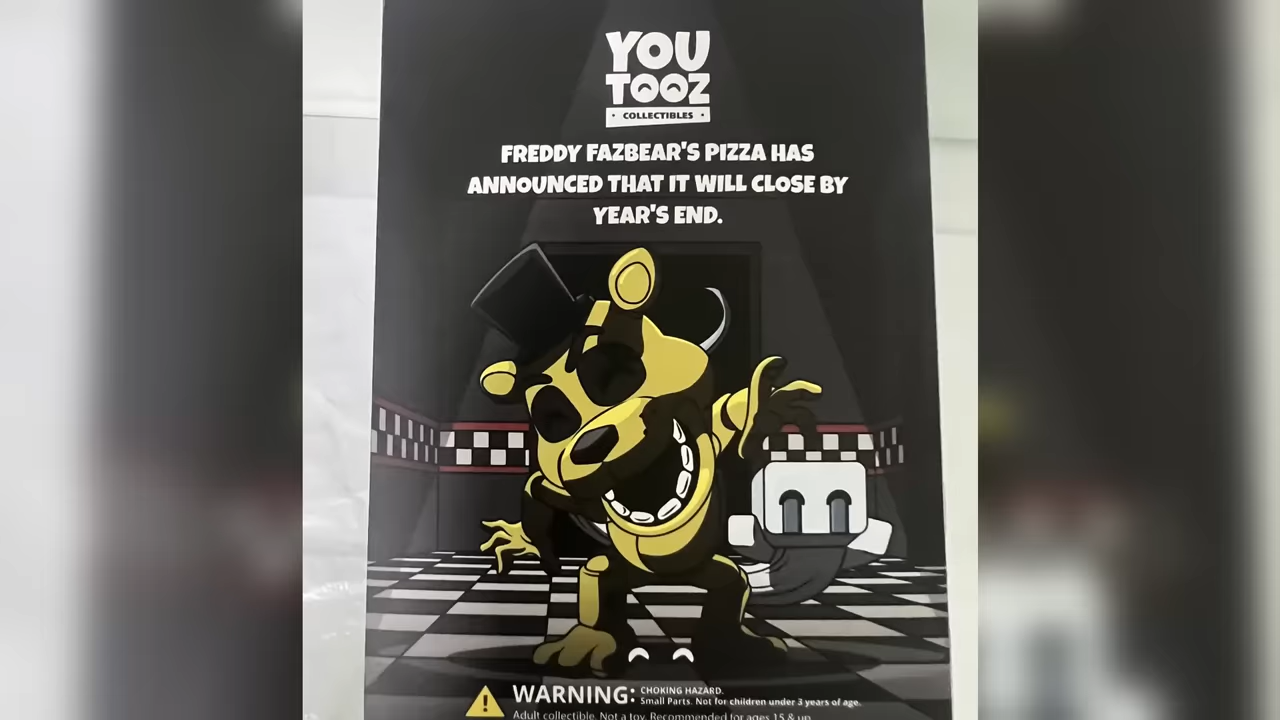 YOU
TOOZ
· COLLECTIBLES ·
FREDDY FAZBEAR'S PIZZA HAS
ANNOUNCED THAT IT WILL CLOSE BY
YEAR'S END.
WARNING: CHOKING HAZARD.
Small Parts. Not for children under 3 years of age.
Adult collectible. Not a toy. Recommended for ages 15 & up